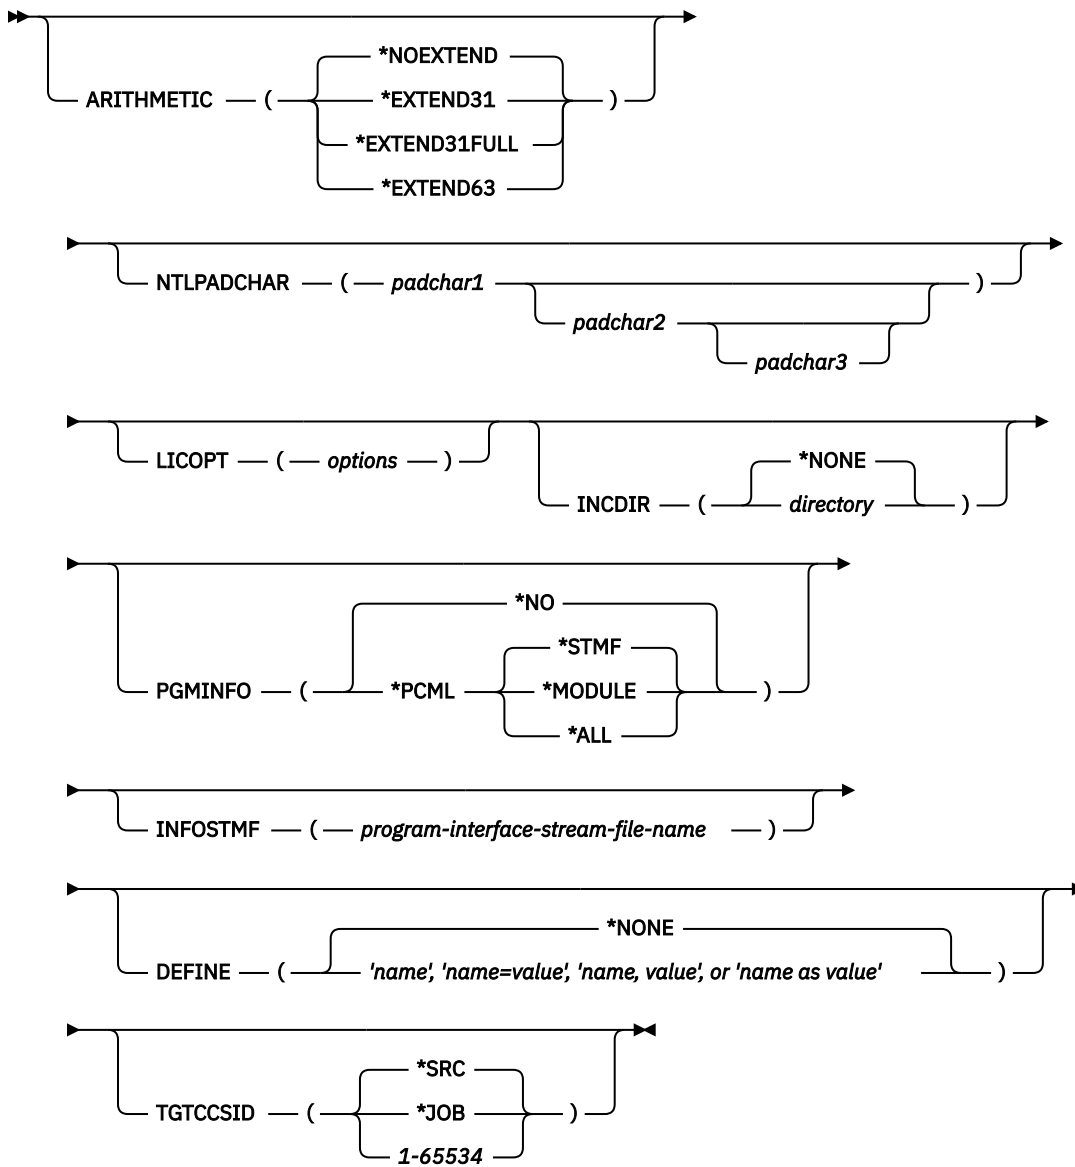 *NOEXTEND
ARITHMETIC ( *EXTEND31 )
*EXTEND31FULL
*EXTEND63
NTLPADCHAR ( padchar1 )
padchar2
padchar3
LICOPT ( options )
*NONE
INCDIR ( directory )
*NO
*STMF
PGMINFO ( *PCML *MODULE )
*ALL
INFOSTMF ( program-interface-stream-file-name )
*NONE
DEFINE ( 'name', 'name=value', 'name, value', or 'name as value' )
*SRC
TGTCCSID ( *JOB )
1-65534